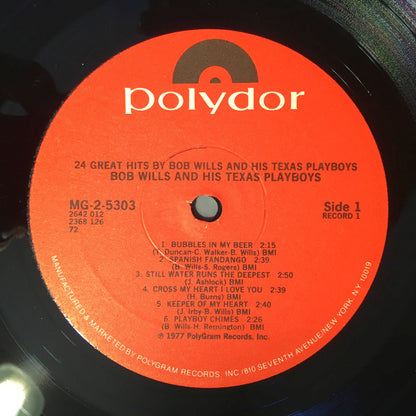 polydor
24 GREAT HITS BY BOB WILLS AND HIS TEXAS PLAYBOYS
BOB WILLS AND HIS TEXAS PLAYBOYS
MG-2-5303
2642 012
2368 126
72
Side 1
RECORD 1
1. BUBBLES IN MY BEER 2:15
(T. Duncan-C. Walker-B. Wills) BMI
2. SPANISH FANDANGO 2:39
(B. Wills-S. Rogers) BMI
3. STILL WATER RUNS THE DEEPEST 2:50
(J. Ashlock) BMI
4. CROSS MY HEART I LOVE YOU 2:39
(H. Burns) BMI
5. KEEPER OF MY HEART 2:40
(J. Irby-B. Wills) BMI
6. PLAYBOY CHIMES 2:26
(B. Wills-H. Remington) BMI
℗ 1977 PolyGram Records, Inc.
MANUFACTURED & MARKETED BY POLYGRAM RECORDS, INC./810 SEVENTH AVENUE/NEW YORK, N.Y. 10019